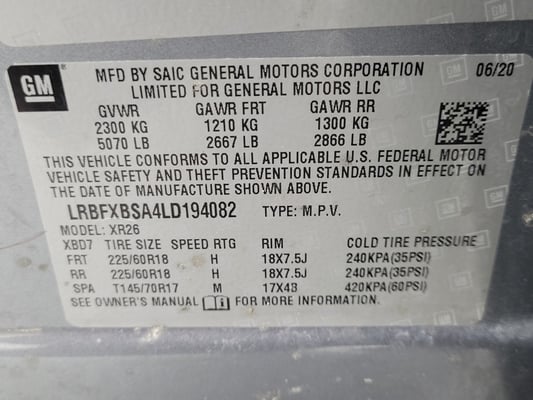 GM
MFD BY SAIC GENERAL MOTORS CORPORATION 06/20
LIMITED FOR GENERAL MOTORS LLC
GVWR GAWR FRT GAWR RR
2300 KG 1210 KG 1300 KG
5070 LB 2667 LB 2866 LB
THIS VEHICLE CONFORMS TO ALL APPLICABLE U.S. FEDERAL MOTOR
VEHICLE SAFETY AND THEFT PREVENTION STANDARDS IN EFFECT ON
THE DATE OF MANUFACTURE SHOWN ABOVE.
LRBFXBSA4LD194082 TYPE: M.P.V.
MODEL: XR26
XBD7 TIRE SIZE SPEED RTG RIM COLD TIRE PRESSURE
FRT 225/60R18 H 18X7.5J 240KPA(35PSI)
RR 225/60R18 H 18X7.5J 240KPA(35PSI)
SPA T145/70R17 M 17X4B 420KPA(60PSI)
SEE OWNER'S MANUAL FOR MORE INFORMATION.